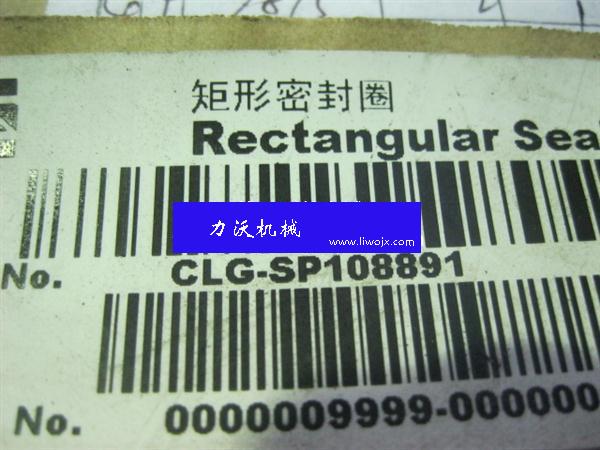 矩形密封圈
Rectangular Seal
力沃机械
www.liwojx.com
No. CLG-SP108891
No. 0000009999-000000